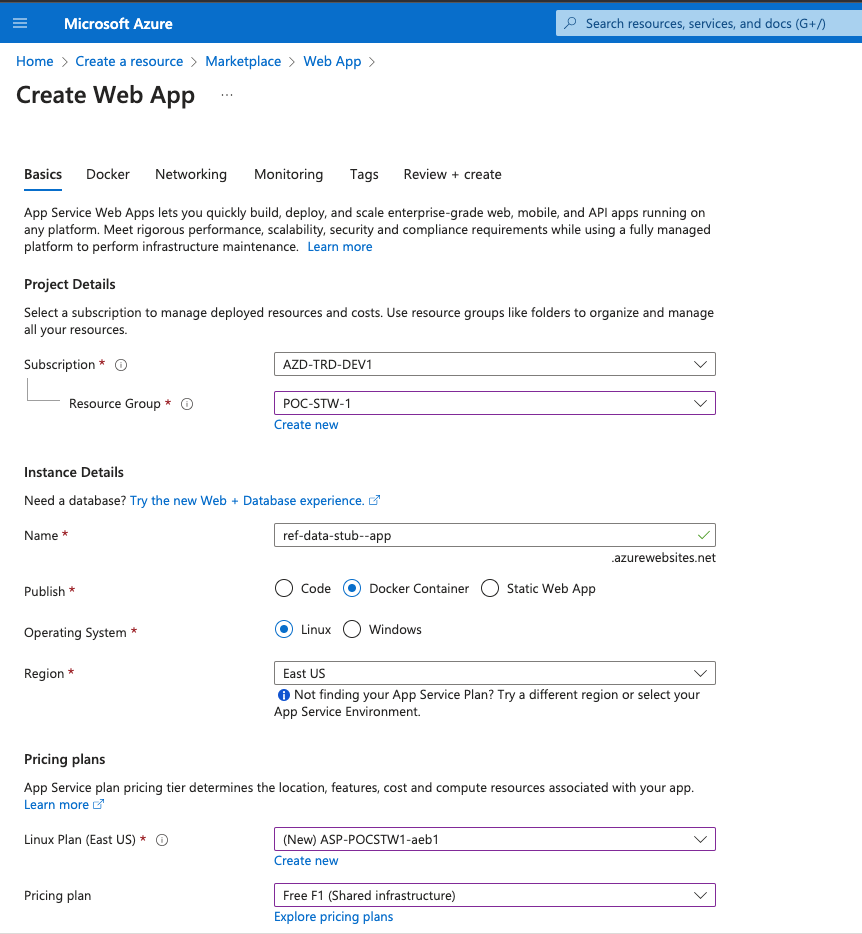 Microsoft Azure
Search resources, services, and docs (G+/)
Home > Create a resource > Marketplace > Web App >
Create Web App ...
Basics Docker Networking Monitoring Tags Review + create
App Service Web Apps lets you quickly build, deploy, and scale enterprise-grade web, mobile, and API apps running on
any platform. Meet rigorous performance, scalability, security and compliance requirements while using a fully managed
platform to perform infrastructure maintenance. Learn more
Project Details
Select a subscription to manage deployed resources and costs. Use resource groups like folders to organize and manage
all your resources.
Subscription *
AZD-TRD-DEV1
Resource Group *
POC-STW-1
Create new
Instance Details
Need a database? Try the new Web + Database experience.
Name *
ref-data-stub--app
.azurewebsites.net
Publish *
Code Docker Container Static Web App
Operating System *
Linux Windows
Region *
East US
Not finding your App Service Plan? Try a different region or select your
App Service Environment.
Pricing plans
App Service plan pricing tier determines the location, features, cost and compute resources associated with your app.
Learn more
Linux Plan (East US) *
(New) ASP-POCSTW1-aeb1
Create new
Pricing plan
Free F1 (Shared infrastructure)
Explore pricing plans